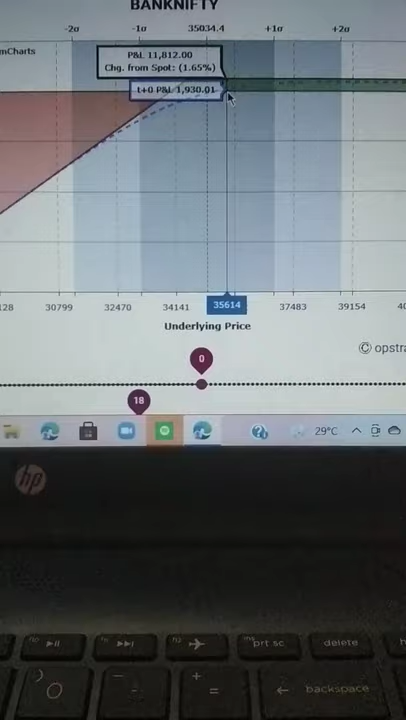 BANKNIFTY
-2σ -1σ 35034.4 +1σ +2σ
mCharts
P&L 11,812.00
Chg. from Spot: (1.65%)
t+0 P&L 1,930.01
128 30799 32470 34141 35614 37483 39154 40
Underlying Price
© opstra
0
18
29°C
hp
prt sc
delete
h
backspace
) O - _ + =